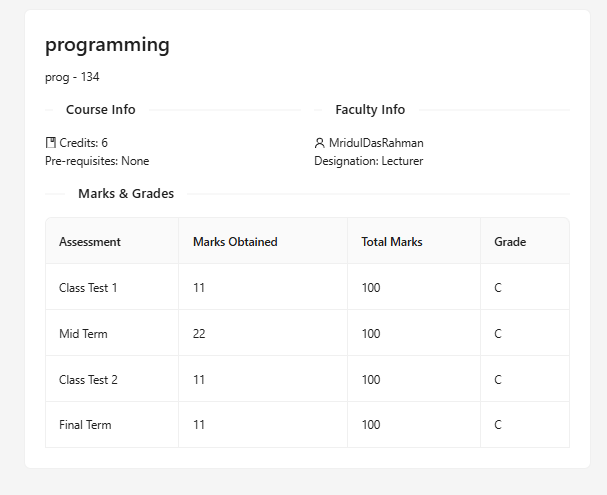 programming
prog - 134
Course Info
Credits: 6
Pre-requisites: None
Faculty Info
MridulDasRahman
Designation: Lecturer
Marks & Grades
Assessment Marks Obtained Total Marks Grade
Class Test 1 11 100 C
Mid Term 22 100 C
Class Test 2 11 100 C
Final Term 11 100 C